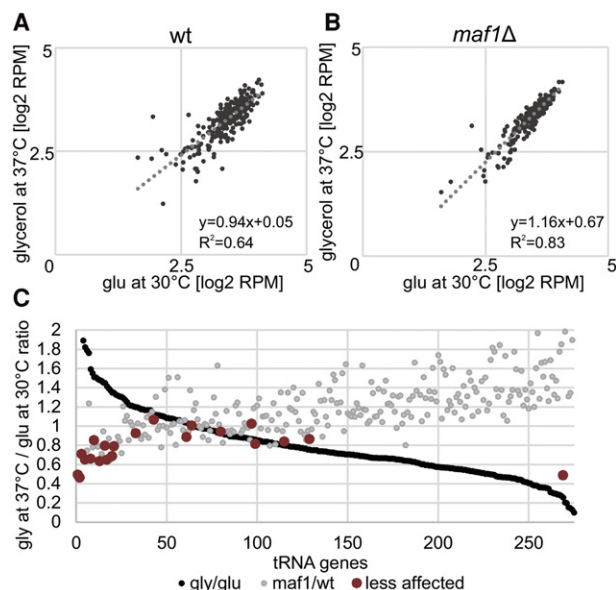 A
wt
5
2.5
0
2.5
5
glycerol at 37°C [log2 RPM]
glu at 30°C [log2 RPM]
y=0.94x+0.05
R²=0.64
B
maf1Δ
5
2.5
0
2.5
5
glycerol at 37°C [log2 RPM]
glu at 30°C [log2 RPM]
y=1.16x+0.67
R²=0.83
C
gly at 37°C / glu at 30°C ratio
2
1.8
1.6
1.4
1.2
1
0.8
0.6
0.4
0.2
0
0 50 100 150 200 250
tRNA genes
gly/glu maf1/wt less affected